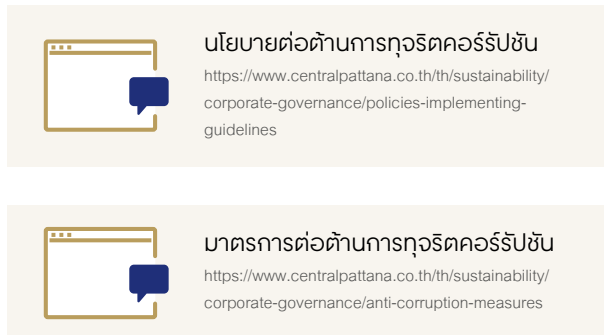 นโยบายต่อต้านการทุจริตคอร์รัปชัน
https://www.centralpattana.co.th/th/sustainability/
corporate-governance/policies-implementing-
guidelines
มาตรการต่อต้านการทุจริตคอร์รัปชัน
https://www.centralpattana.co.th/th/sustainability/
corporate-governance/anti-corruption-measures